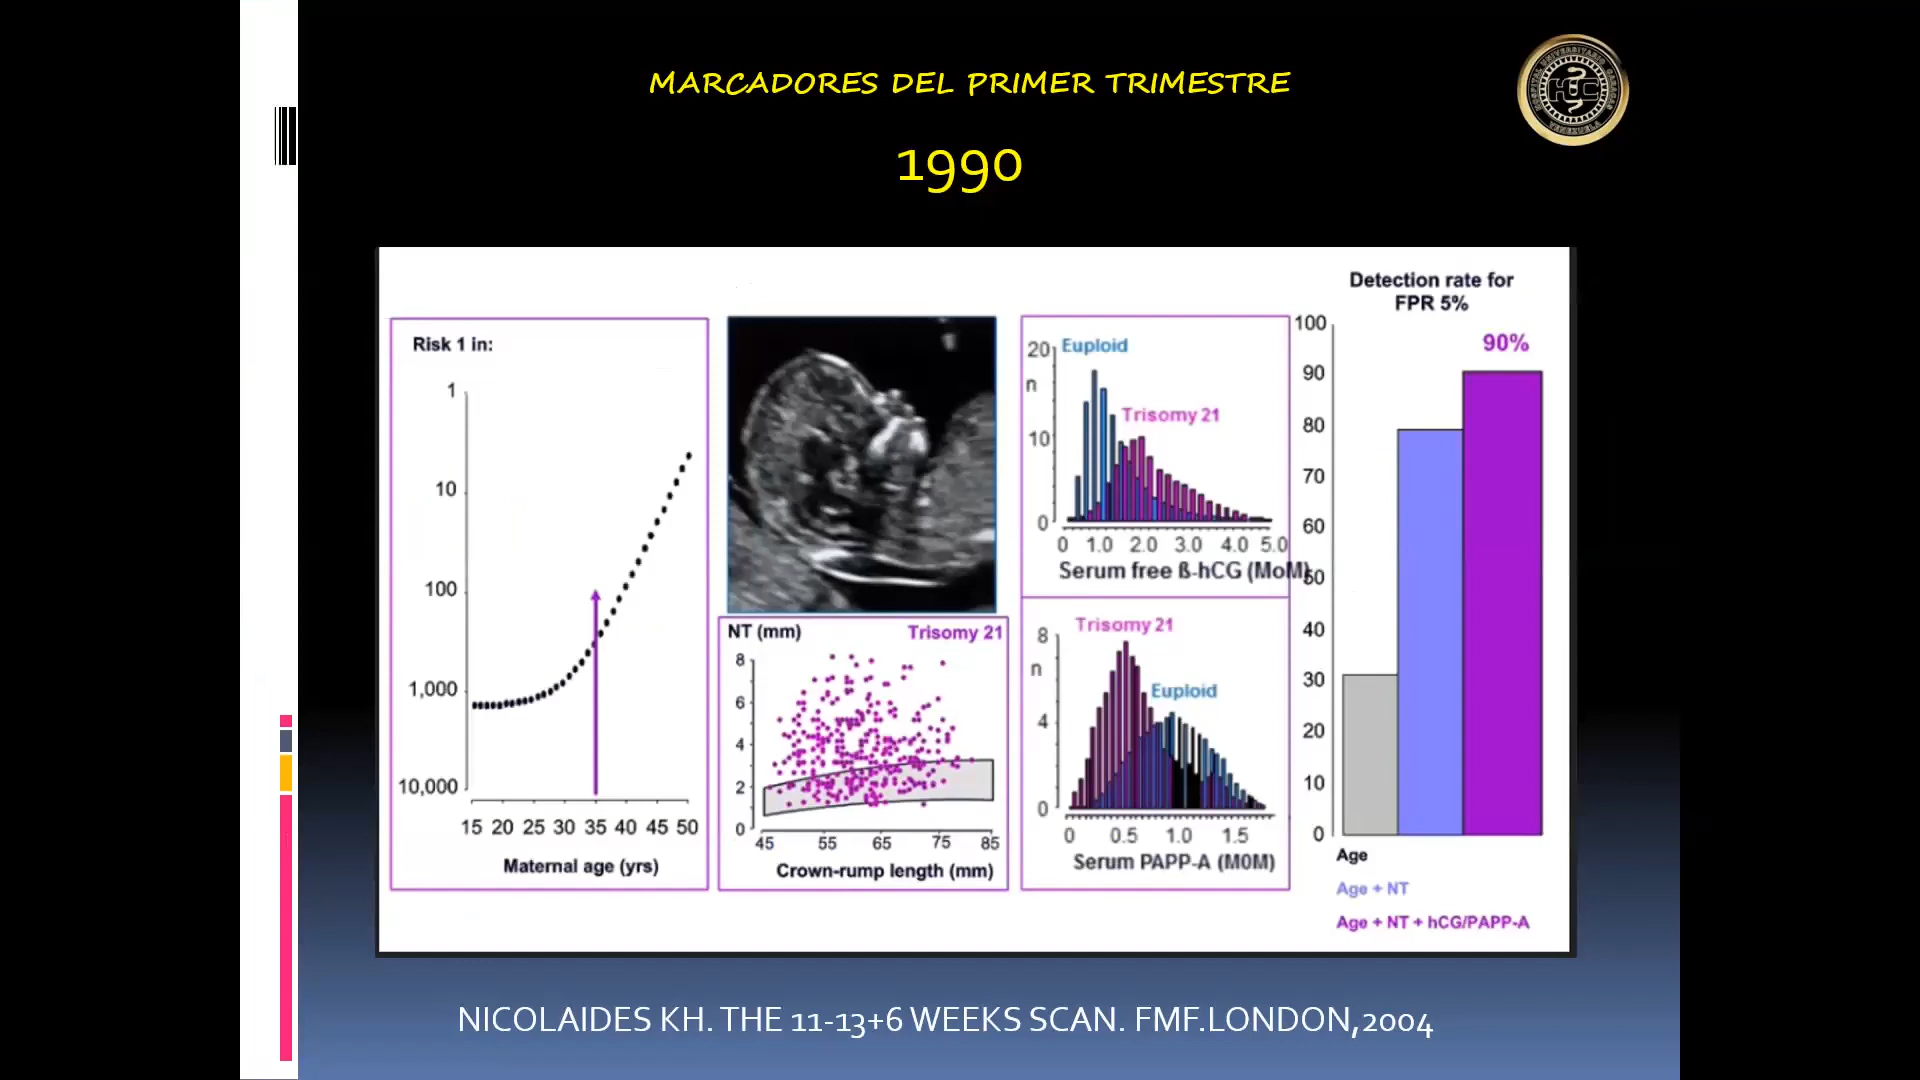 MARCADORES DEL PRIMER TRIMESTRE
HOSPITAL UNIVERSITARIO CARACAS
HUC
VENEZUELA
1990
Risk 1 in:
1
10
100
1,000
10,000
15 20 25 30 35 40 45 50
Maternal age (yrs)
NT (mm) Trisomy 21
8
6
4
2
0
45 55 65 75 85
Crown-rump length (mm)
20
Euploid
n
Trisomy 21
10
0
0 1.0 2.0 3.0 4.0 5.0
Serum free ß-hCG (MoM)
Trisomy 21
8
n
Euploid
4
0
0 0.5 1.0 1.5
Serum PAPP-A (M0M)
Detection rate for
FPR 5%
100
90%
90
80
70
60
50
40
30
20
10
0
Age
Age + NT
Age + NT + hCG/PAPP-A
NICOLAIDES KH. THE 11-13+6 WEEKS SCAN. FMF.LONDON,2004